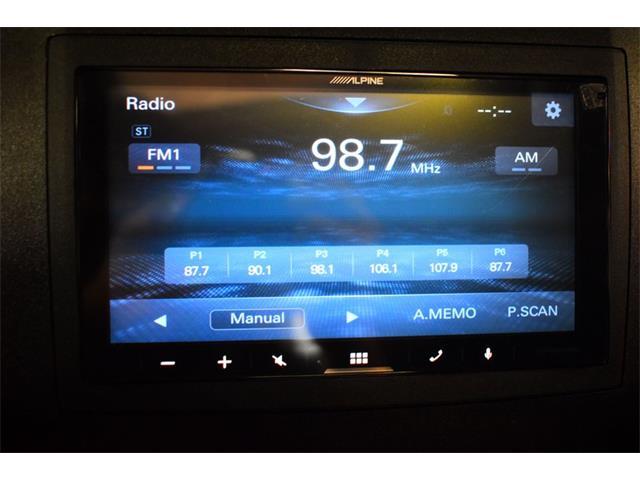 ALPINE
Radio
--:--
ST
FM1
98.7 MHz
AM
P1 P2 P3 P4 P5 P6
87.7 90.1 98.1 106.1 107.9 87.7
Manual A.MEMO P.SCAN